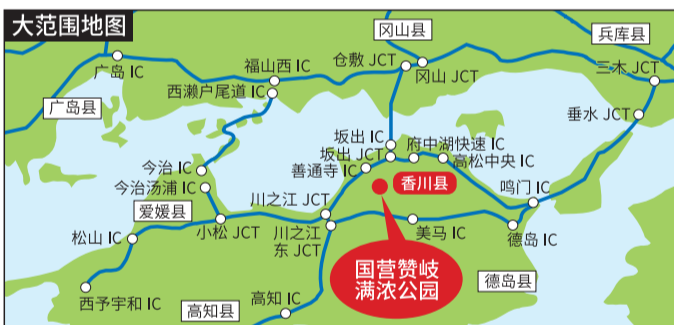 大范围地图
冈山县
兵库县
广岛 IC
福山西 IC
仓敷 JCT
冈山 JCT
三木 JCT
西濑户尾道 IC
广岛县
垂水 JCT
坂出 IC
坂出 JCT
善通寺 IC
府中湖快速 IC
高松中央 IC
今治 IC
今治汤浦 IC
香川县
鸣门 IC
爱媛县
川之江 JCT
小松 JCT
川之江
东 JCT
美马 IC
德岛 IC
松山 IC
国营赞岐
满浓公园
西予宇和 IC
高知县
高知 IC
德岛县